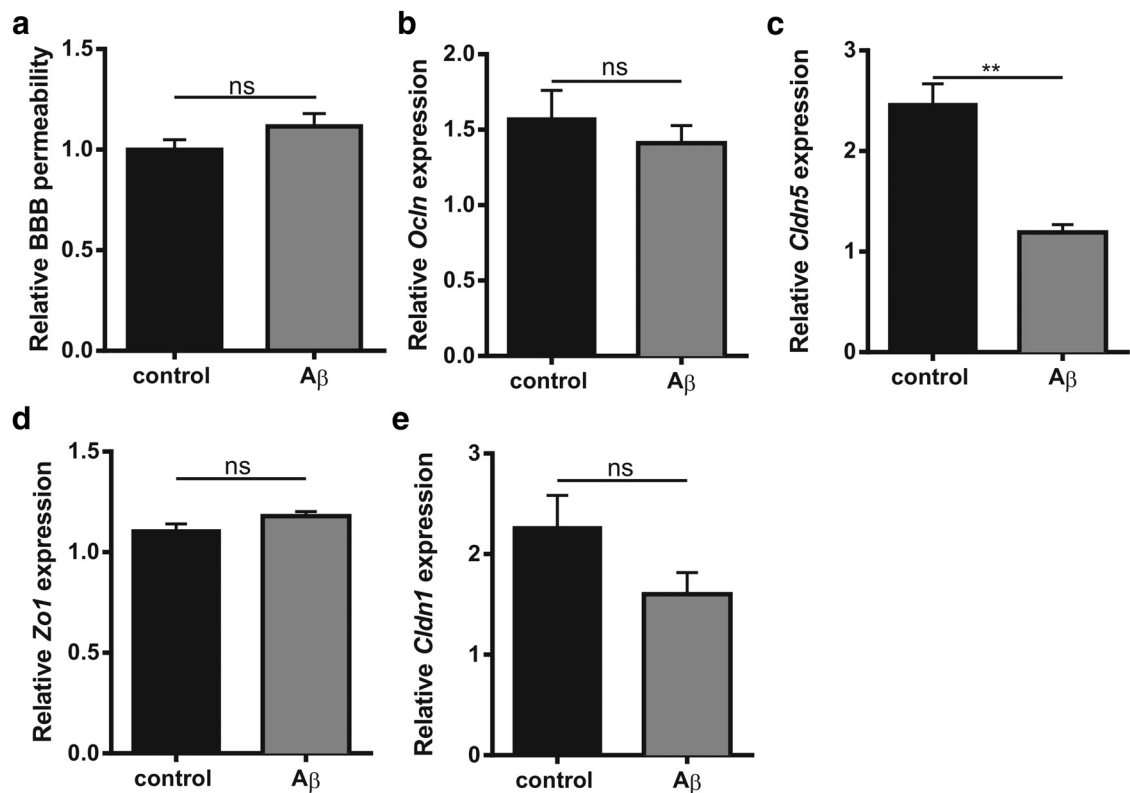 a
Relative BBB permeability
1.5
1.0
0.5
0.0
ns
control
Aβ
b
Relative Ocln expression
2.0
1.5
1.0
0.5
0.0
ns
control
Aβ
c
Relative Cldn5 expression
3
2
1
0
**
control
Aβ
d
Relative Zo1 expression
1.5
1.0
0.5
0.0
ns
control
Aβ
e
Relative Cldn1 expression
3
2
1
0
ns
control
Aβ